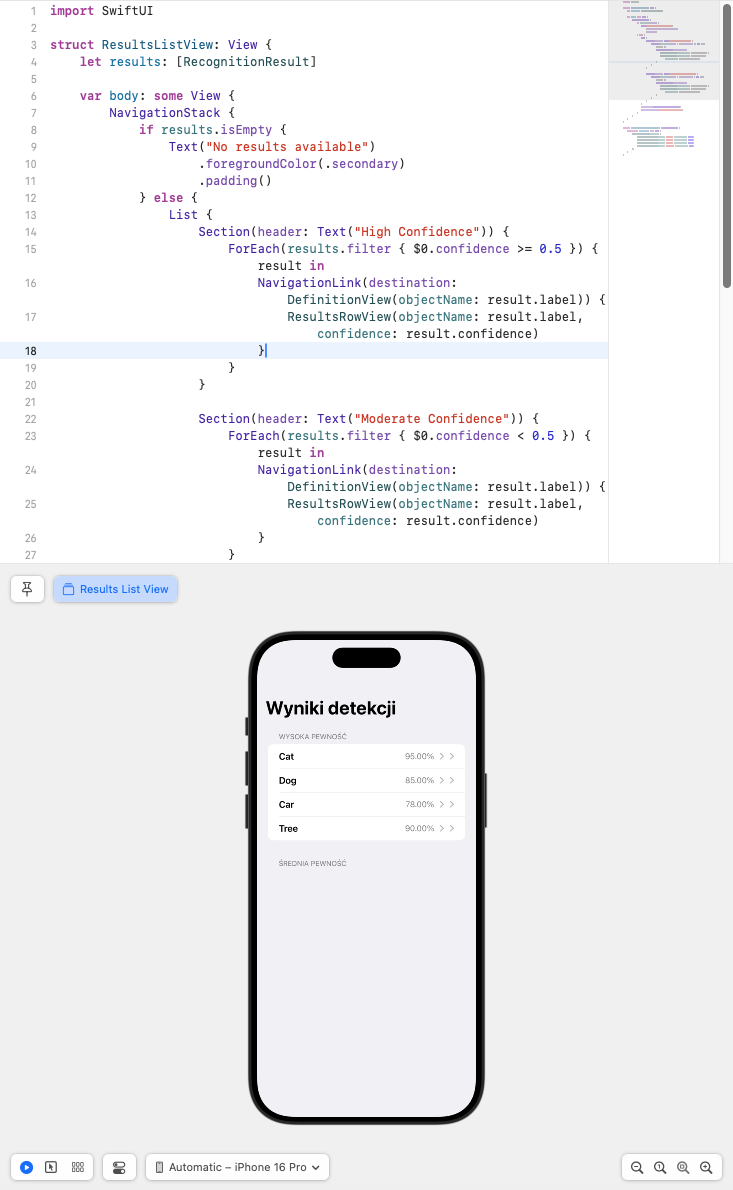 1 import SwiftUI
2
3 struct ResultsListView: View {
4 let results: [RecognitionResult]
5
6 var body: some View {
7 NavigationStack {
8 if results.isEmpty {
9 Text("No results available")
10 .foregroundColor(.secondary)
11 .padding()
12 } else {
13 List {
14 Section(header: Text("High Confidence")) {
15 ForEach(results.filter { $0.confidence >= 0.5 }) {
result in
16 NavigationLink(destination:
DefinitionView(objectName: result.label)) {
17 ResultsRowView(objectName: result.label,
confidence: result.confidence)
18 }
19 }
20 }
21
22 Section(header: Text("Moderate Confidence")) {
23 ForEach(results.filter { $0.confidence < 0.5 }) {
result in
24 NavigationLink(destination:
DefinitionView(objectName: result.label)) {
25 ResultsRowView(objectName: result.label,
confidence: result.confidence)
26 }
27 }
Results List View
Wyniki detekcji
WYSOKA PEWNOŚĆ
Cat 95.00%
Dog 85.00%
Car 78.00%
Tree 90.00%
ŚREDNIA PEWNOŚĆ
Automatic – iPhone 16 Pro